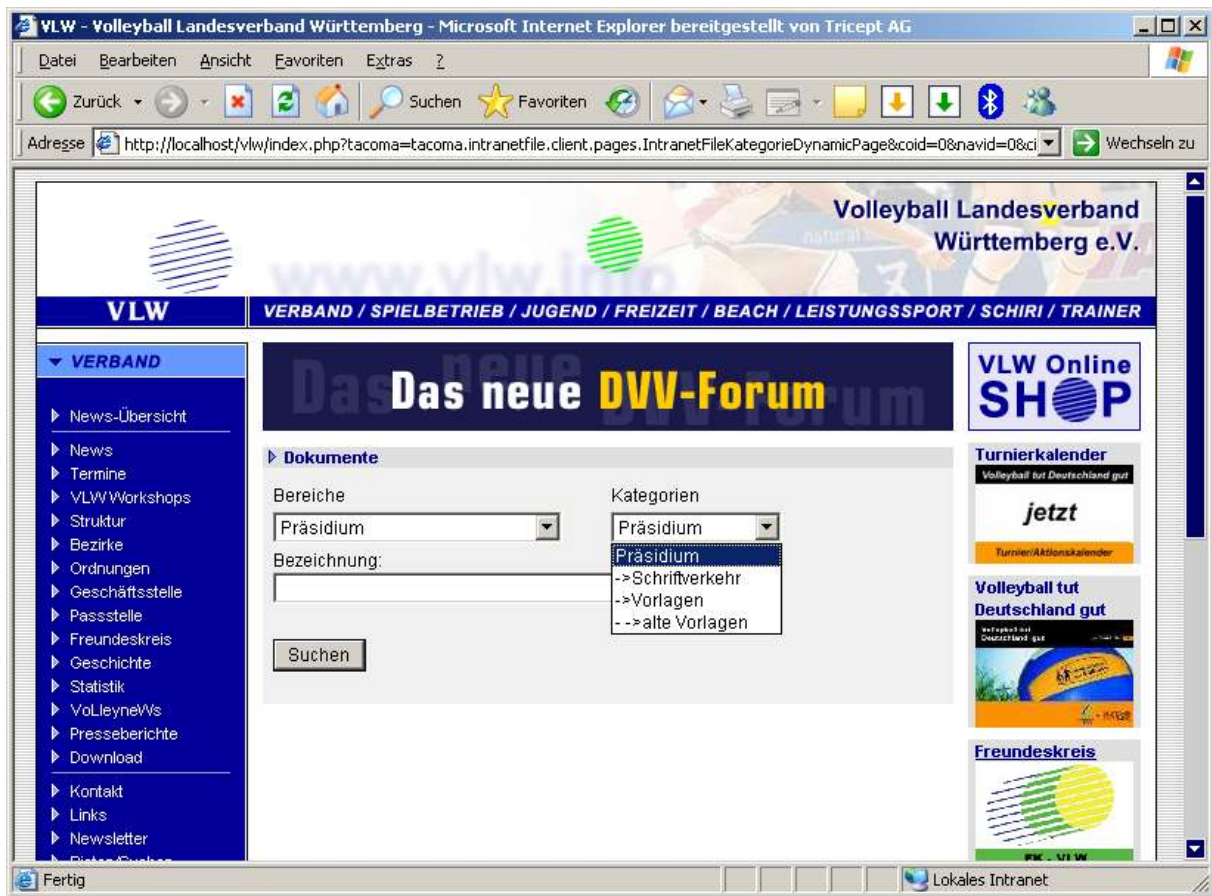 VLW - Volleyball Landesverband Württemberg - Microsoft Internet Explorer bereitgestellt von Tricept AG
Datei Bearbeiten Ansicht Favoriten Extras ?
Zurück Suchen Favoriten
Adresse http://localhost/vlw/index.php?tacoma=tacoma.intranetfile.client.pages.IntranetFileKategorieDynamicPage&coid=0&navid=0&ci Wechseln zu
Volleyball Landesverband
Württemberg e.V.
VLW
VERBAND / SPIELBETRIEB / JUGEND / FREIZEIT / BEACH / LEISTUNGSSPORT / SCHIRI / TRAINER
VERBAND
News-Übersicht
News
Termine
VLW Workshops
Struktur
Bezirke
Ordnungen
Geschäftsstelle
Passstelle
Freundeskreis
Geschichte
Statistik
VoLleyneWs
Presseberichte
Download
Kontakt
Links
Newsletter
Das neue DVV-Forum
Dokumente
Bereiche Kategorien
Präsidium Präsidium
Bezeichnung:
Präsidium
->Schriftverkehr
->Vorlagen
- ->alte Vorlagen
Suchen
VLW Online
SHOP
Turnierkalender
Volleyball tut Deutschland gut
jetzt
Turnier/Aktionskalender
Volleyball tut
Deutschland gut
Volleyball tut
Deutschland gut
Freundeskreis
FK - VLW
Fertig Lokales Intranet